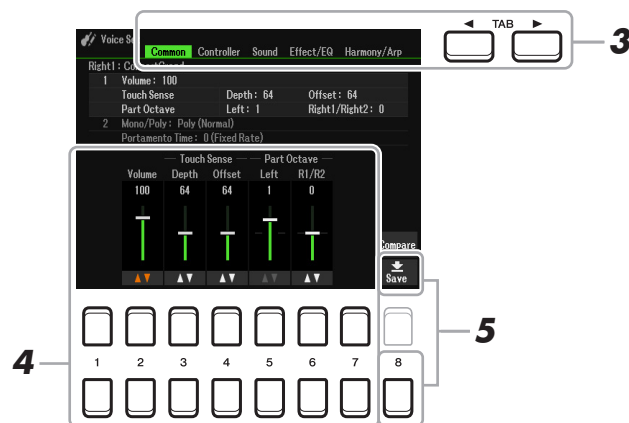 ◄ TAB ►
3
Voice Se
Common Controller Sound Effect/EQ Harmony/Arp
Right1 :
1 Volume : 100
Touch Sense Depth : 64 Offset : 64
Part Octave Left : 1 Right1/Right2 : 0
2 Mono/Poly : Poly (Normal)
Portamento Time : 0 (Fixed Rate)
Touch Sense Part Octave
Volume Depth Offset Left R1/R2
100 64 64 1 0
Compare
Save
5
4
1 2 3 4 5 6 7 8